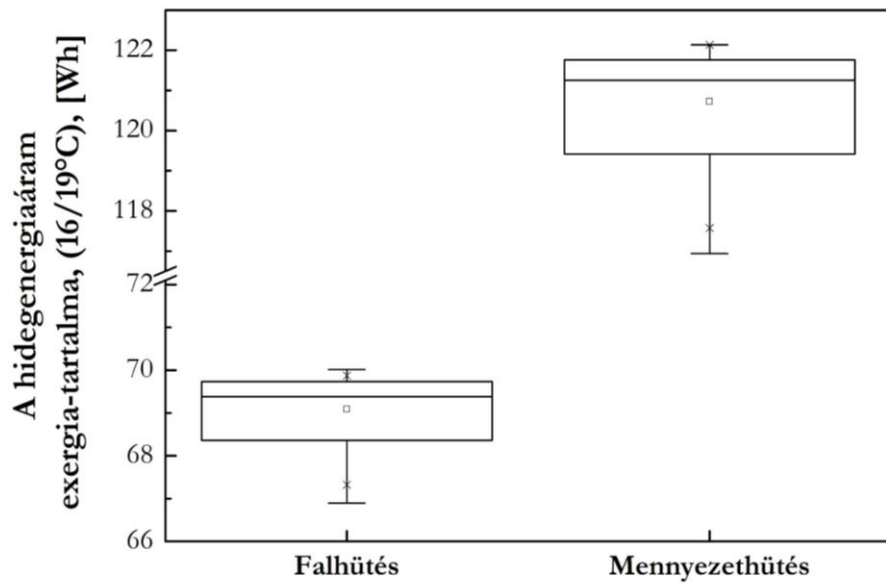 A hidegenergiaáram
exergia-tartalma, (16/19°C), [Wh]
122
120
118
72
70
68
66
Falhűtés
Mennyezethűtés